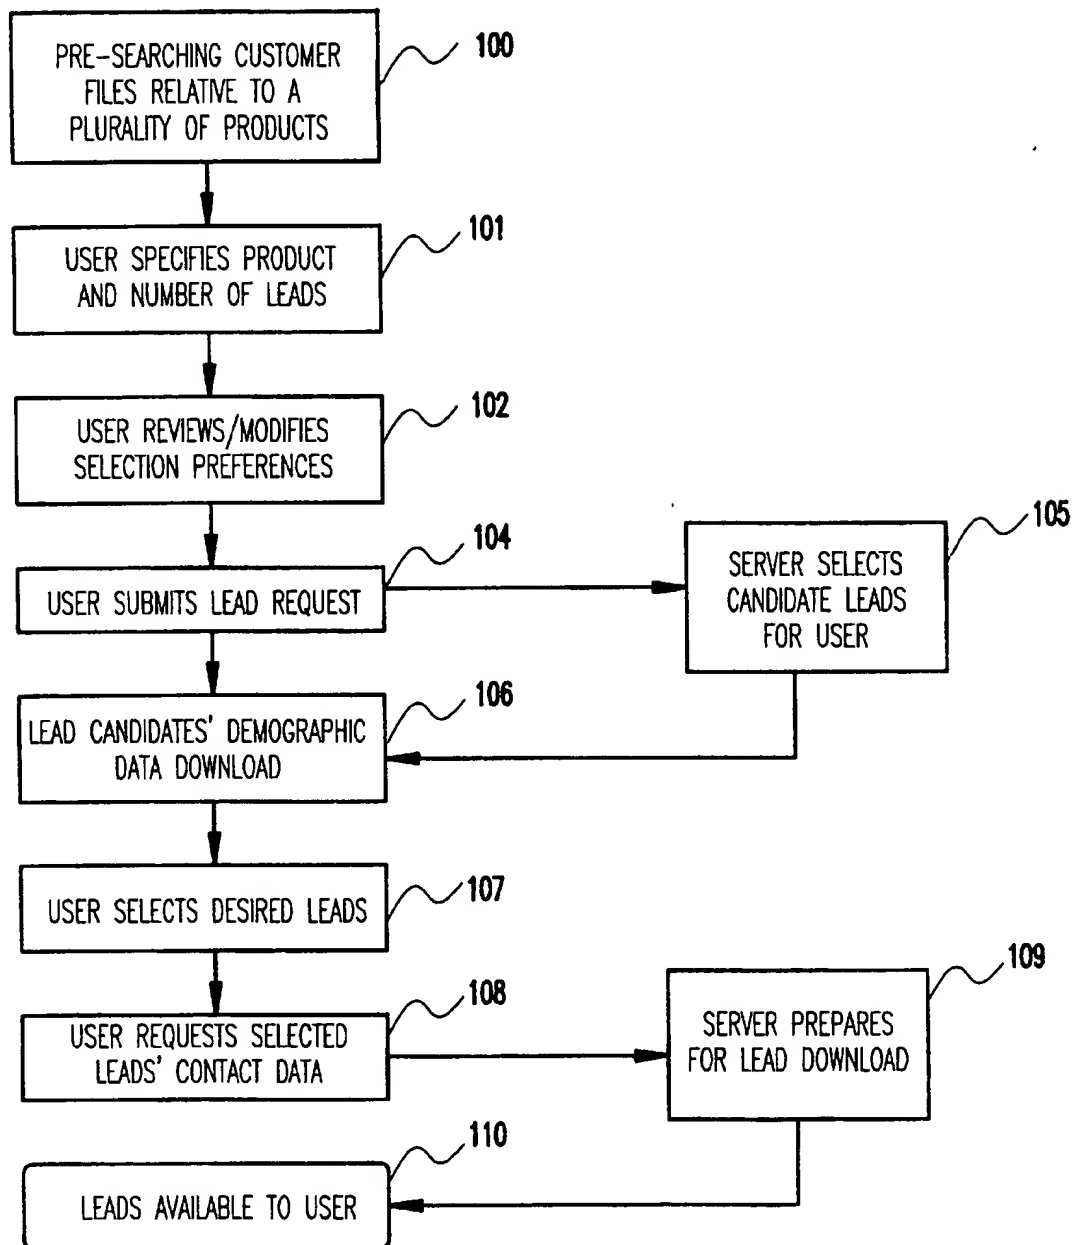 100
PRE-SEARCHING CUSTOMER
FILES RELATIVE TO A
PLURALITY OF PRODUCTS
101
USER SPECIFIES PRODUCT
AND NUMBER OF LEADS
102
USER REVIEWS/MODIFIES
SELECTION PREFERENCES
104
USER SUBMITS LEAD REQUEST
105
SERVER SELECTS
CANDIDATE LEADS
FOR USER
106
LEAD CANDIDATES' DEMOGRAPHIC
DATA DOWNLOAD
107
USER SELECTS DESIRED LEADS
108
USER REQUESTS SELECTED
LEADS' CONTACT DATA
109
SERVER PREPARES
FOR LEAD DOWNLOAD
110
LEADS AVAILABLE TO USER